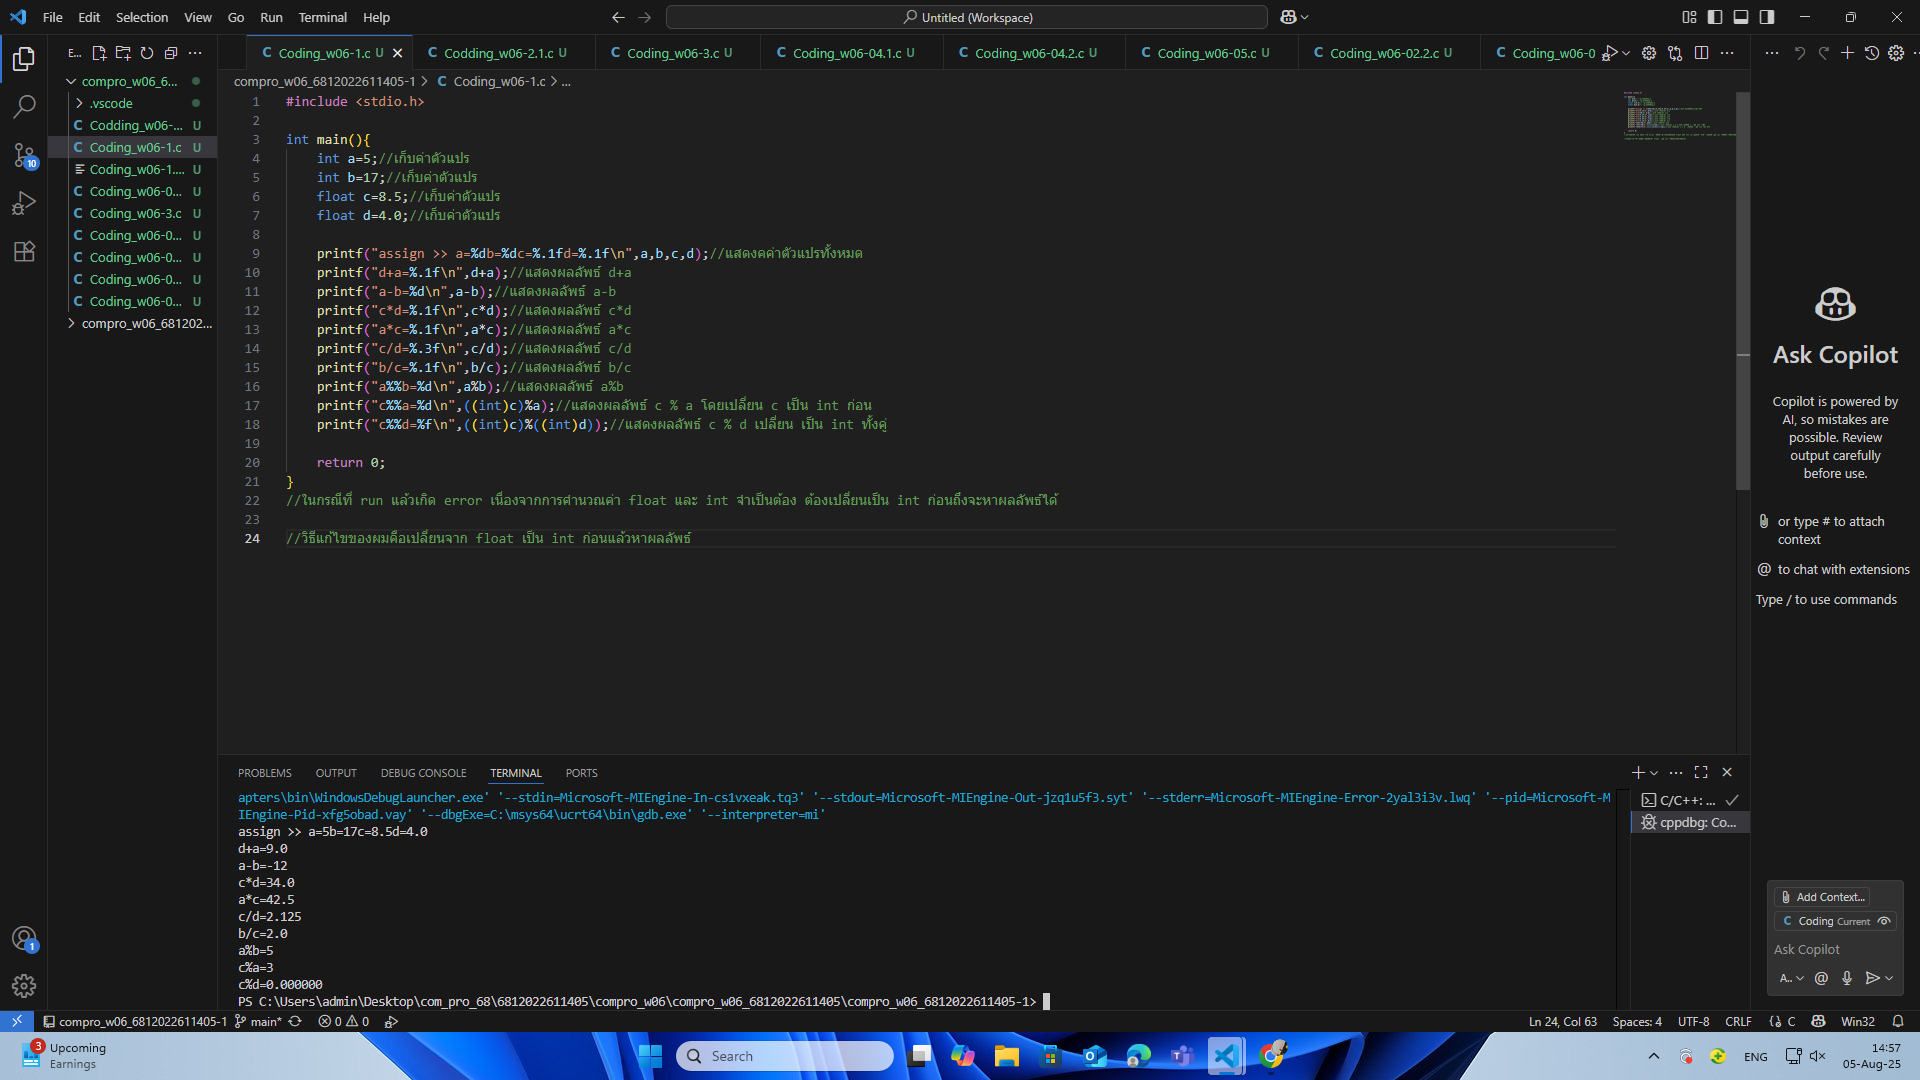 File Edit Selection View Go Run Terminal Help
Untitled (Workspace)
E...
Coding_w06-1.c U
Codding_w06-2.1.c U
Coding_w06-3.c U
Coding_w06-04.1.c U
Coding_w06-04.2.c U
Coding_w06-05.c U
Coding_w06-02.2.c U
Coding_w06-0
compro_w06_6...
.vscode
Codding_w06-... U
Coding_w06-1.c U
Coding_w06-1.... U
Coding_w06-0... U
Coding_w06-3.c U
Coding_w06-0... U
Coding_w06-0... U
Coding_w06-0... U
Coding_w06-0... U
compro_w06_681202...
10
1
compro_w06_6812022611405-1 > C Coding_w06-1.c > ...
1 #include <stdio.h>
2
3 int main(){
4 int a=5;//เก็บค่าตัวแปร
5 int b=17;//เก็บค่าตัวแปร
6 float c=8.5;//เก็บค่าตัวแปร
7 float d=4.0;//เก็บค่าตัวแปร
8
9 printf("assign >> a=%db=%dc=%.1fd=%.1f\n",a,b,c,d);//แสดงคค่าตัวแปรทั้งหมด
10 printf("d+a=%.1f\n",d+a);//แสดงผลลัพธ์ d+a
11 printf("a-b=%d\n",a-b);//แสดงผลลัพธ์ a-b
12 printf("c*d=%.1f\n",c*d);//แสดงผลลัพธ์ c*d
13 printf("a*c=%.1f\n",a*c);//แสดงผลลัพธ์ a*c
14 printf("c/d=%.3f\n",c/d);//แสดงผลลัพธ์ c/d
15 printf("b/c=%.1f\n",b/c);//แสดงผลลัพธ์ b/c
16 printf("a%%b=%d\n",a%b);//แสดงผลลัพธ์ a%b
17 printf("c%%a=%d\n",((int)c)%a);//แสดงผลลัพธ์ c % a โดยเปลี่ยน c เป็น int ก่อน
18 printf("c%%d=%f\n",((int)c)%((int)d));//แสดงผลลัพธ์ c % d เปลี่ยน เป็น int ทั้งคู่
19
20 return 0;
21 }
22 //ในกรณีที่ run แล้วเกิด error เนื่องจากการคำนวณค่า float และ int จำเป็นต้อง ต้องเปลี่ยนเป็น int ก่อนถึงจะหาผลลัพธ์ได้
23
24 //วิธีแก้ไขของผมคือเปลี่ยนจาก float เป็น int ก่อนแล้วหาผลลัพธ์
PROBLEMS OUTPUT DEBUG CONSOLE TERMINAL PORTS
apters\bin\WindowsDebugLauncher.exe' '--stdin=Microsoft-MIEngine-In-cs1vxeak.tq3' '--stdout=Microsoft-MIEngine-Out-jzq1u5f3.syt' '--stderr=Microsoft-MIEngine-Error-2yal3i3v.lwq' '--pid=Microsoft-M
IEngine-Pid-xfg5obad.vay' '--dbgExe=C:\msys64\ucrt64\bin\gdb.exe' '--interpreter=mi'
assign >> a=5b=17c=8.5d=4.0
d+a=9.0
a-b=-12
c*d=34.0
a*c=42.5
c/d=2.125
b/c=2.0
a%b=5
c%a=3
c%d=0.000000
PS C:\Users\admin\Desktop\com_pro_68\6812022611405\compro_w06\compro_w06_6812022611405\compro_w06_6812022611405-1>
C/C++: ...
cppdbg: Co...
Ask Copilot
Copilot is powered by
AI, so mistakes are
possible. Review
output carefully
before use.
or type # to attach
context
@ to chat with extensions
Type / to use commands
Add Context...
C Coding Current
Ask Copilot
A..
compro_w06_6812022611405-1 main* 0 0
Ln 24, Col 63 Spaces: 4 UTF-8 CRLF {} C Win32
3
Upcoming
Earnings
Search
ENG
14:57
05-Aug-25